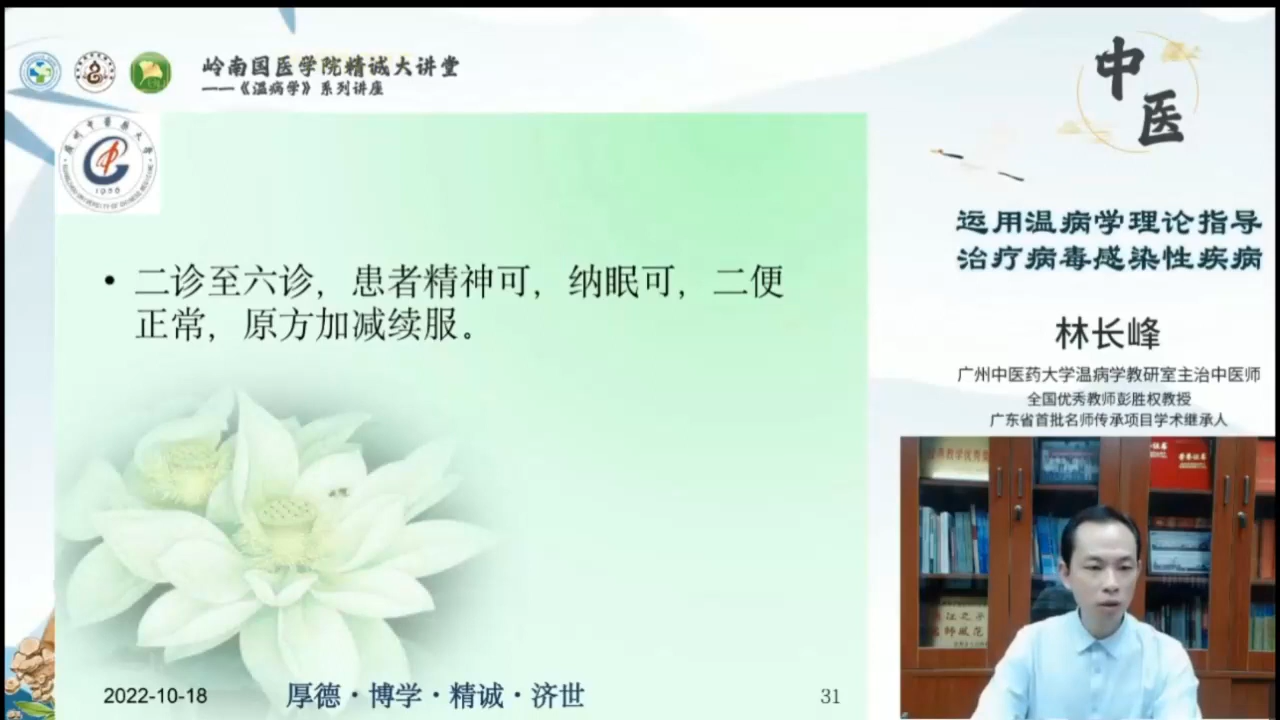 岭南国医学院精诚大讲堂
——《温病学》系列讲座
中医
1956
运用温病学理论指导
治疗病毒感染性疾病
• 二诊至六诊，患者精神可，纳眠可，二便
正常，原方加减续服。
林长峰
广州中医药大学温病学教研室主治中医师
全国优秀教师彭胜权教授
广东省首批名师传承项目学术继承人
2022-10-18
厚德·博学·精诚·济世
31